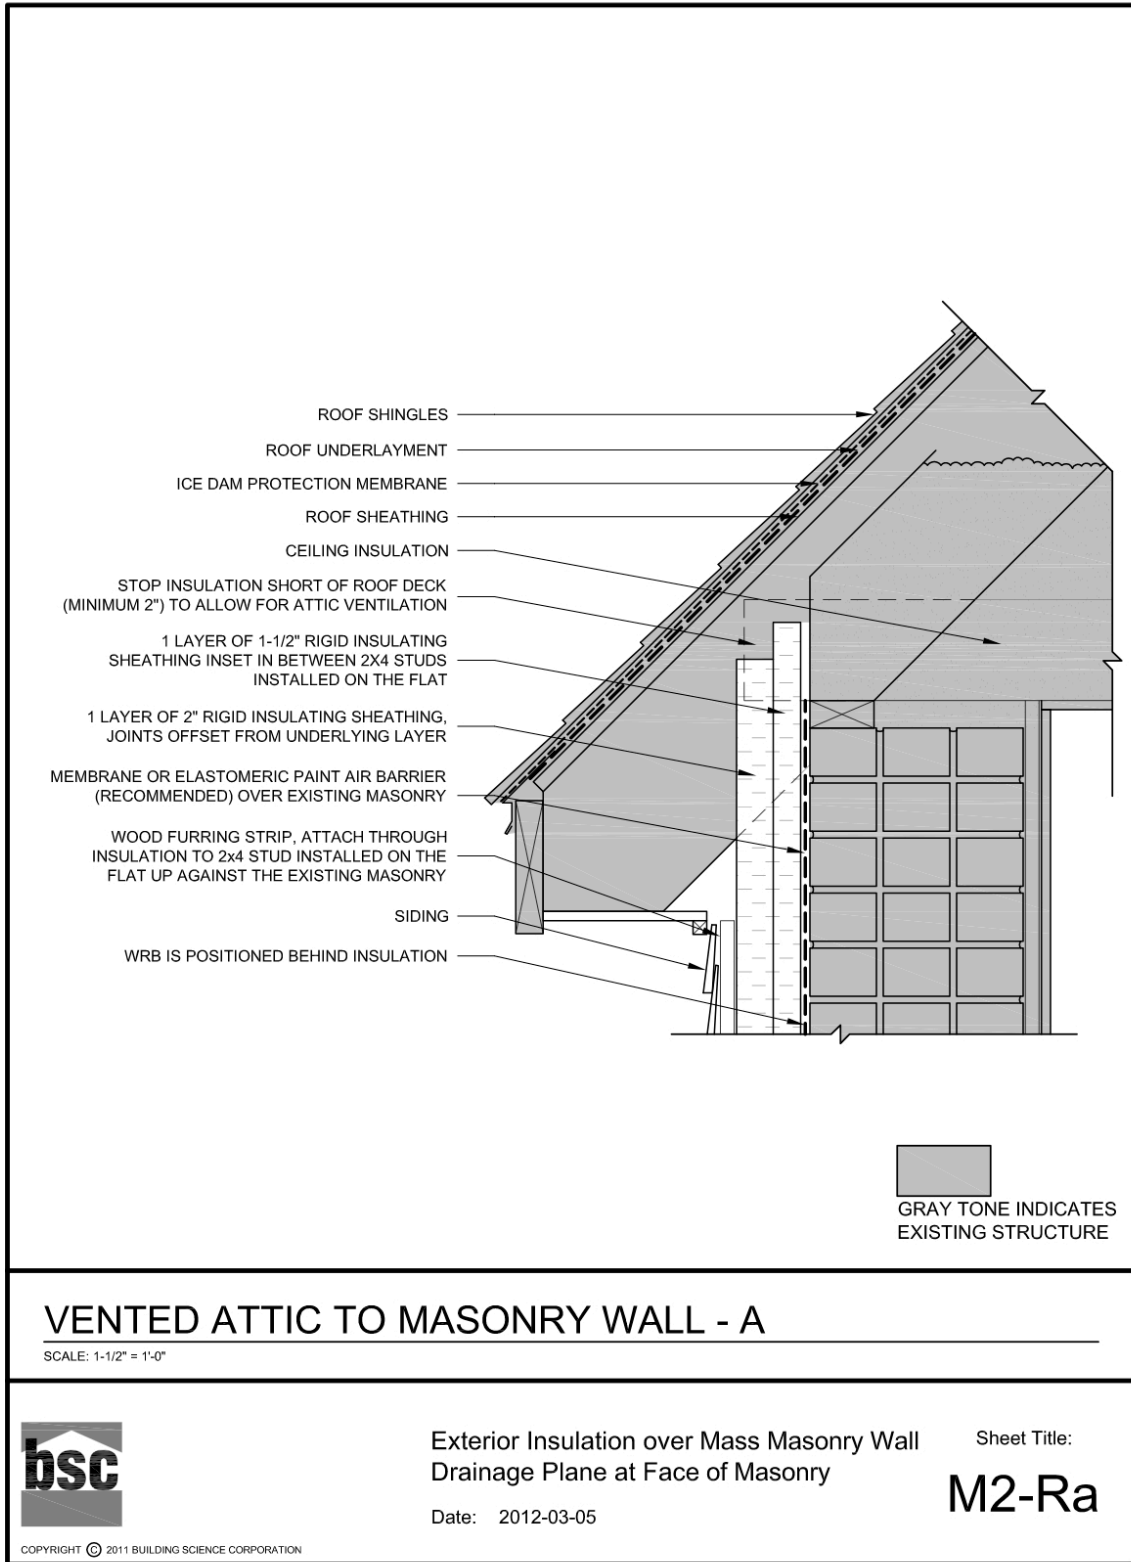 ROOF SHINGLES
ROOF UNDERLAYMENT
ICE DAM PROTECTION MEMBRANE
ROOF SHEATHING
CEILING INSULATION
STOP INSULATION SHORT OF ROOF DECK
(MINIMUM 2") TO ALLOW FOR ATTIC VENTILATION
1 LAYER OF 1-1/2" RIGID INSULATING
SHEATHING INSET IN BETWEEN 2X4 STUDS
INSTALLED ON THE FLAT
1 LAYER OF 2" RIGID INSULATING SHEATHING,
JOINTS OFFSET FROM UNDERLYING LAYER
MEMBRANE OR ELASTOMERIC PAINT AIR BARRIER
(RECOMMENDED) OVER EXISTING MASONRY
WOOD FURRING STRIP, ATTACH THROUGH
INSULATION TO 2x4 STUD INSTALLED ON THE
FLAT UP AGAINST THE EXISTING MASONRY
SIDING
WRB IS POSITIONED BEHIND INSULATION
GRAY TONE INDICATES
EXISTING STRUCTURE
VENTED ATTIC TO MASONRY WALL - A
SCALE: 1-1/2" = 1'-0"
bsc
Exterior Insulation over Mass Masonry Wall
Drainage Plane at Face of Masonry
Date: 2012-03-05
Sheet Title:
M2-Ra
COPYRIGHT © 2011 BUILDING SCIENCE CORPORATION